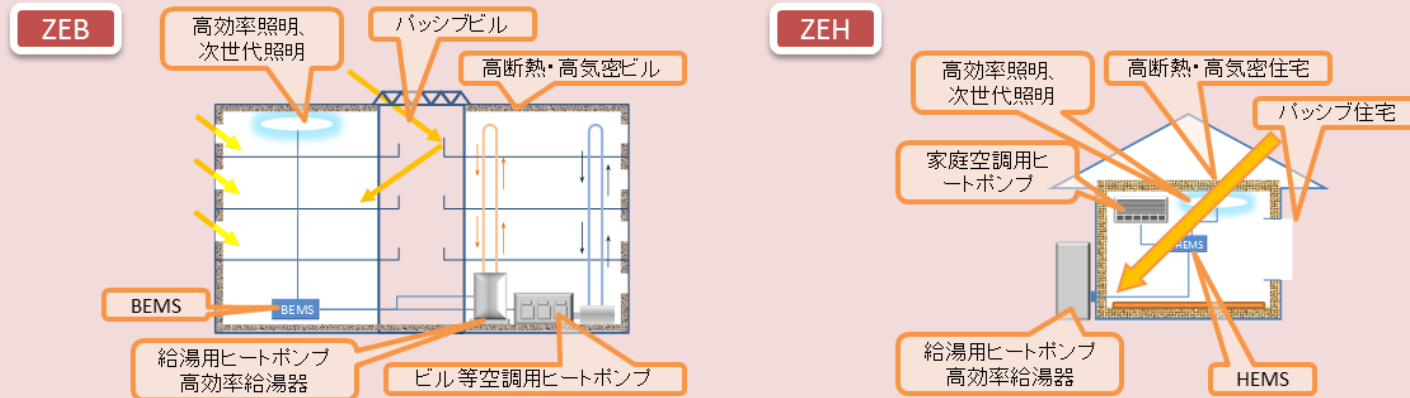 ZEB
高効率照明、
次世代照明
パッシブビル
高断熱・高気密ビル
BEMS
BEMS
給湯用ヒートポンプ
高効率給湯器
ビル等空調用ヒートポンプ
ZEH
高効率照明、
次世代照明
高断熱・高気密住宅
パッシブ住宅
家庭空調用ヒ
ートポンプ
HEMS
給湯用ヒートポンプ
高効率給湯器
HEMS